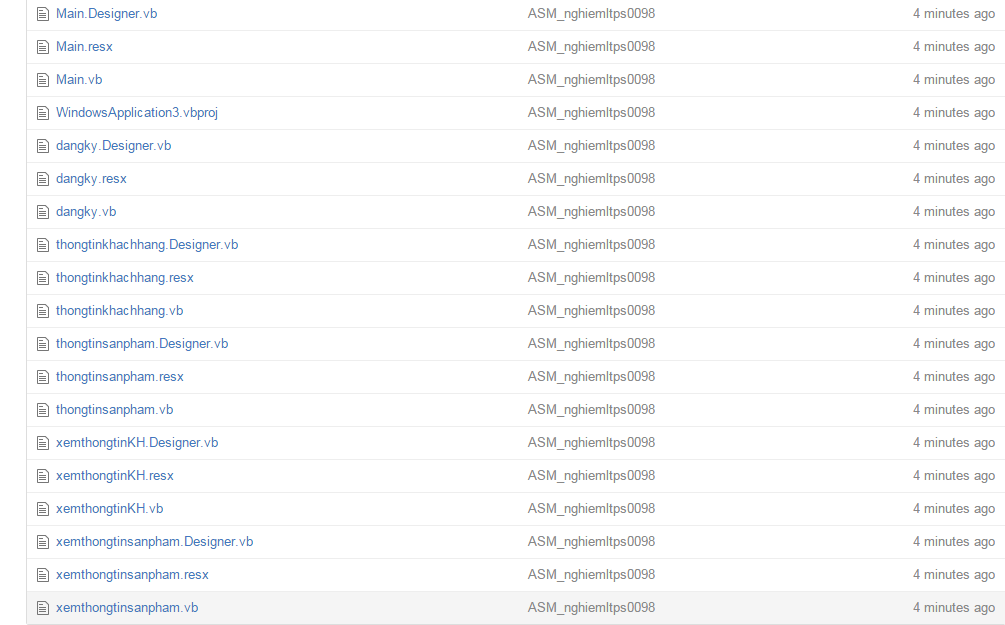 Main.Designer.vb ASM_nghiemltps0098 4 minutes ago
Main.resx ASM_nghiemltps0098 4 minutes ago
Main.vb ASM_nghiemltps0098 4 minutes ago
WindowsApplication3.vbproj ASM_nghiemltps0098 4 minutes ago
dangky.Designer.vb ASM_nghiemltps0098 4 minutes ago
dangky.resx ASM_nghiemltps0098 4 minutes ago
dangky.vb ASM_nghiemltps0098 4 minutes ago
thongtinkhachhang.Designer.vb ASM_nghiemltps0098 4 minutes ago
thongtinkhachhang.resx ASM_nghiemltps0098 4 minutes ago
thongtinkhachhang.vb ASM_nghiemltps0098 4 minutes ago
thongtinsanpham.Designer.vb ASM_nghiemltps0098 4 minutes ago
thongtinsanpham.resx ASM_nghiemltps0098 4 minutes ago
thongtinsanpham.vb ASM_nghiemltps0098 4 minutes ago
xemthongtinKH.Designer.vb ASM_nghiemltps0098 4 minutes ago
xemthongtinKH.resx ASM_nghiemltps0098 4 minutes ago
xemthongtinKH.vb ASM_nghiemltps0098 4 minutes ago
xemthongtinsanpham.Designer.vb ASM_nghiemltps0098 4 minutes ago
xemthongtinsanpham.resx ASM_nghiemltps0098 4 minutes ago
xemthongtinsanpham.vb ASM_nghiemltps0098 4 minutes ago